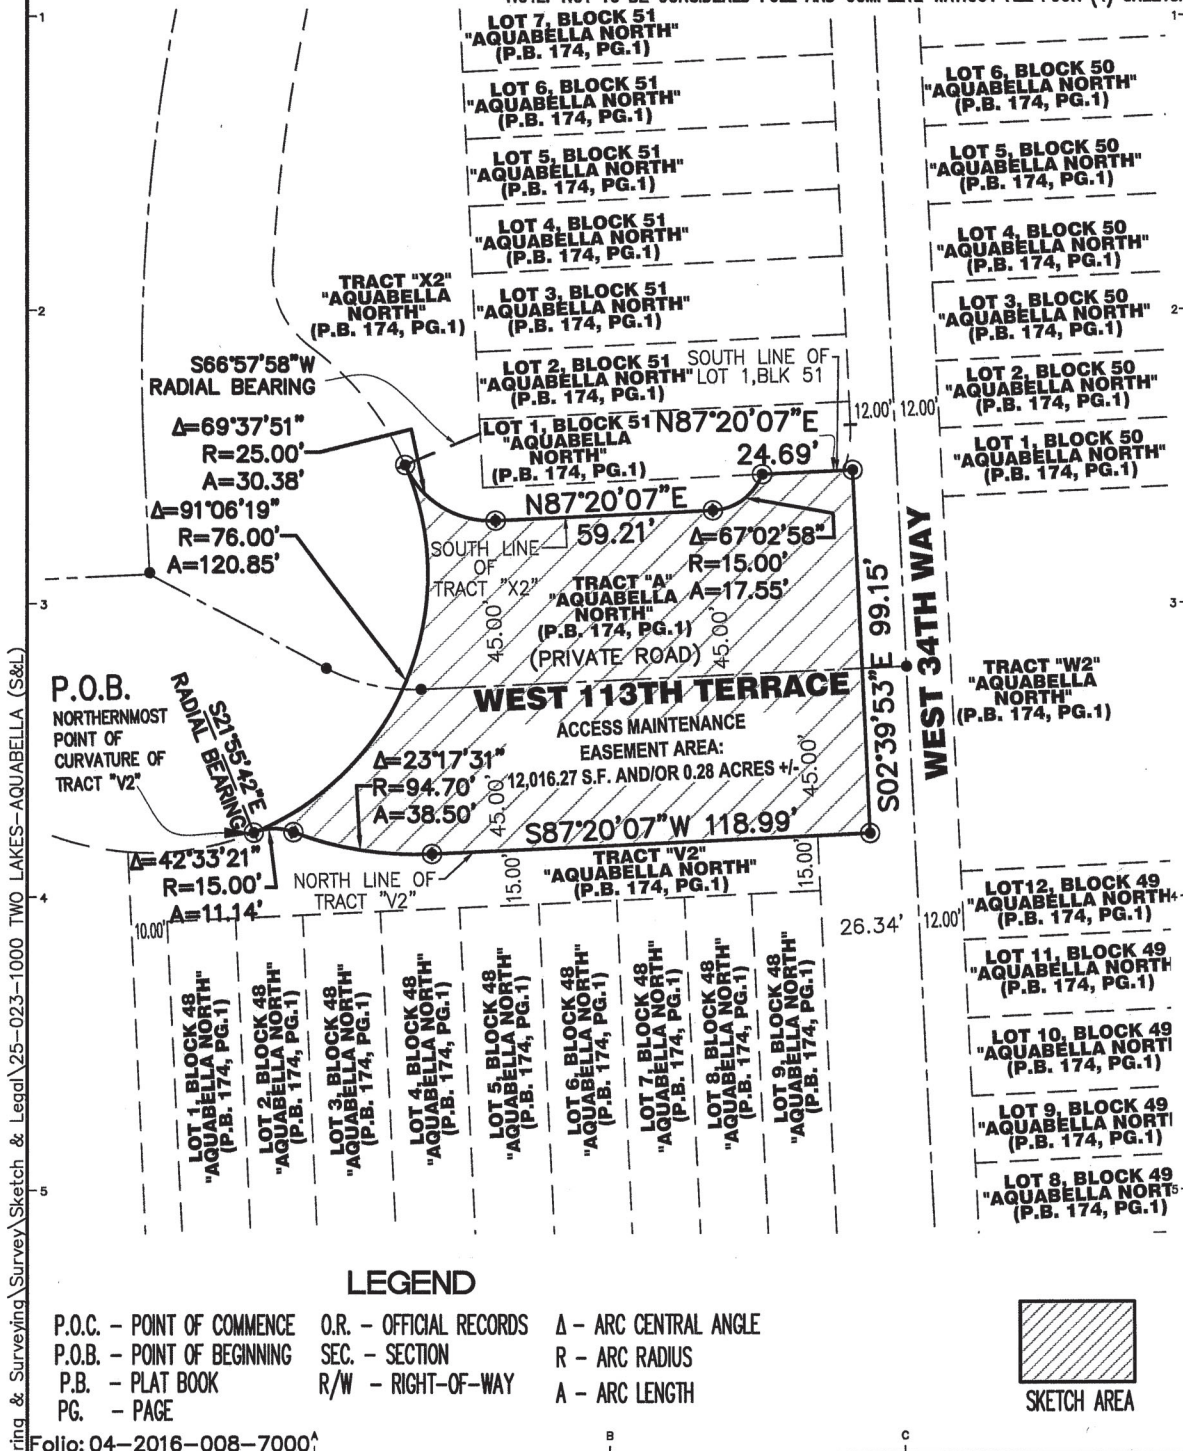 LOT 7, BLOCK 51
"AQUABELLA NORTH"
(P.B. 174, PG.1)
LOT 6, BLOCK 51
"AQUABELLA NORTH"
(P.B. 174, PG.1)
LOT 5, BLOCK 51
"AQUABELLA NORTH"
(P.B. 174, PG.1)
LOT 4, BLOCK 51
"AQUABELLA NORTH"
(P.B. 174, PG.1)
LOT 3, BLOCK 51
"AQUABELLA NORTH"
(P.B. 174, PG.1)
LOT 2, BLOCK 51
"AQUABELLA NORTH"
(P.B. 174, PG.1)
LOT 1, BLOCK 51
"AQUABELLA
NORTH"
(P.B. 174, PG.1)
LOT 6, BLOCK 50
"AQUABELLA NORTH"
(P.B. 174, PG.1)
LOT 5, BLOCK 50
"AQUABELLA NORTH"
(P.B. 174, PG.1)
LOT 4, BLOCK 50
"AQUABELLA NORTH"
(P.B. 174, PG.1)
LOT 3, BLOCK 50
"AQUABELLA NORTH"
(P.B. 174, PG.1)
LOT 2, BLOCK 50
"AQUABELLA NORTH"
(P.B. 174, PG.1)
LOT 1, BLOCK 50
"AQUABELLA NORTH"
(P.B. 174, PG.1)
TRACT "X2"
"AQUABELLA
NORTH"
(P.B. 174, PG.1)
S66°57'58"W
RADIAL BEARING
SOUTH LINE OF
LOT 1,BLK 51
12.00'
12.00'
Δ=69°37'51"
R=25.00'
A=30.38'
Δ=91°06'19"
R=76.00'
A=120.85'
N87°20'07"E
24.69'
N87°20'07"E
59.21'
Δ=67°02'58"
R=15.00'
A=17.55'
SOUTH LINE
OF
TRACT "X2"
TRACT "A"
"AQUABELLA
NORTH"
(P.B. 174, PG.1)
(PRIVATE ROAD)
45.00'
45.00'
S02°39'53"E 99.15'
WEST 34TH WAY
WEST 113TH TERRACE
TRACT "W2"
"AQUABELLA
NORTH"
(P.B. 174, PG.1)
P.O.B.
NORTHERNMOST
POINT OF
CURVATURE OF
TRACT "V2"
S21°55'42"E
RADIAL BEARING
ACCESS MAINTENANCE
EASEMENT AREA:
12,016.27 S.F. AND/OR 0.28 ACRES +/-
Δ=23°17'31"
R=94.70'
A=38.50'
45.00'
45.00'
S87°20'07"W 118.99'
Δ=42°33'21"
R=15.00'
A=11.14'
NORTH LINE OF
TRACT "V2"
TRACT "V2"
"AQUABELLA NORTH"
(P.B. 174, PG.1)
15.00'
15.00'
10.00'
26.34'
12.00'
LOT 1, BLOCK 48
"AQUABELLA NORTH"
(P.B. 174, PG.1)
LOT 2, BLOCK 48
"AQUABELLA NORTH"
(P.B. 174, PG.1)
LOT 3, BLOCK 48
"AQUABELLA NORTH"
(P.B. 174, PG.1)
LOT 4, BLOCK 48
"AQUABELLA NORTH"
(P.B. 174, PG.1)
LOT 5, BLOCK 48
"AQUABELLA NORTH"
(P.B. 174, PG.1)
LOT 6, BLOCK 48
"AQUABELLA NORTH"
(P.B. 174, PG.1)
LOT 7, BLOCK 48
"AQUABELLA NORTH"
(P.B. 174, PG.1)
LOT 8, BLOCK 48
"AQUABELLA NORTH"
(P.B. 174, PG.1)
LOT 9, BLOCK 48
"AQUABELLA NORTH"
(P.B. 174, PG.1)
LOT12, BLOCK 49
"AQUABELLA NORTH
(P.B. 174, PG.1)
LOT 11, BLOCK 49
"AQUABELLA NORTH
(P.B. 174, PG.1)
LOT 10, BLOCK 49
"AQUABELLA NORT
(P.B. 174, PG.1)
LOT 9, BLOCK 49
"AQUABELLA NORT
(P.B. 174, PG.1)
LOT 8, BLOCK 49
"AQUABELLA NORT
(P.B. 174, PG.1)
1
2
3
4
5
1
2
3
4
5
LEGEND
P.O.C. - POINT OF COMMENCE
P.O.B. - POINT OF BEGINNING
P.B. - PLAT BOOK
PG. - PAGE
O.R. - OFFICIAL RECORDS
SEC. - SECTION
R/W - RIGHT-OF-WAY
Δ - ARC CENTRAL ANGLE
R - ARC RADIUS
A - ARC LENGTH
SKETCH AREA
Folio: 04-2016-008-7000
A
B
C
ring & Surveying\Survey\Sketch & Legal\25-023-1000 TWO LAKES-AQUABELLA (S&L)